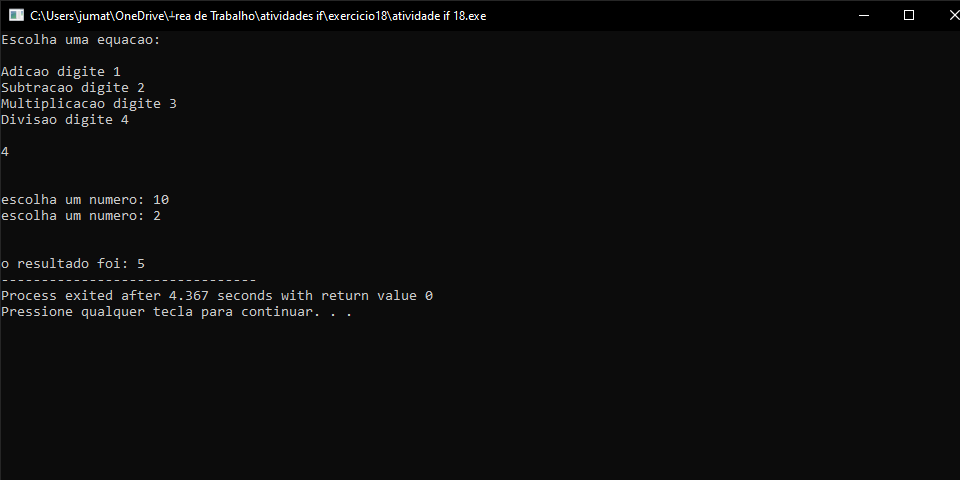 C:\Users\jumat\OneDrive\┴rea de Trabalho\atividades if\exercicio18\atividade if 18.exe
Escolha uma equacao:
Adicao digite 1
Subtracao digite 2
Multiplicacao digite 3
Divisao digite 4
4
escolha um numero: 10
escolha um numero: 2
o resultado foi: 5
--------------------------------
Process exited after 4.367 seconds with return value 0
Pressione qualquer tecla para continuar. . .